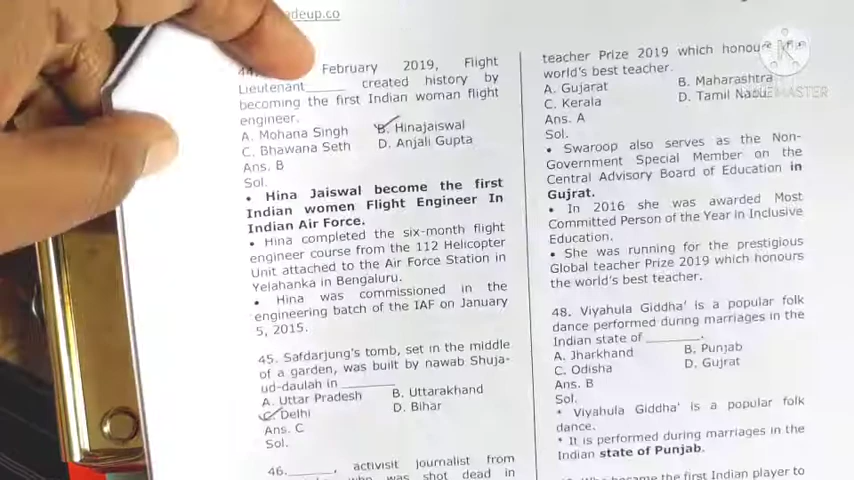 adeup.co
February 2019, Flight
Lieutenant______ created history by
becoming the first Indian woman flight
engineer.
A. Mohana Singh B. Hinajaiswal
C. Bhawana Seth D. Anjali Gupta
Ans. B
Sol.
• Hina Jaiswal become the first
Indian women Flight Engineer In
Indian Air Force.
• Hina completed the six-month flight
engineer course from the 112 Helicopter
Unit attached to the Air Force Station in
Yelahanka in Bengaluru.
• Hina was commissioned in the
engineering batch of the IAF on January
5, 2015.
45. Safdarjung's tomb, set in the middle
of a garden, was built by nawab Shuja-
ud-daulah in ________
A. Uttar Pradesh B. Uttarakhand
C. Delhi D. Bihar
Ans. C
Sol.
46.______, activisit journalist from
who was shot dead in
teacher Prize 2019 which honours the
world's best teacher.
A. Gujarat B. Maharashtra
C. Kerala D. Tamil Nadu
Ans. A
Sol.
• Swaroop also serves as the Non-
Government Special Member on the
Central Advisory Board of Education in
Gujrat.
• In 2016 she was awarded Most
Committed Person of the Year in Inclusive
Education.
• She was running for the prestigious
Global teacher Prize 2019 which honours
the world's best teacher.
48. Viyahula Giddha' is a popular folk
dance performed during marriages in the
Indian state of ________.
A. Jharkhand B. Punjab
C. Odisha D. Gujrat
Ans. B
Sol.
* Viyahula Giddha' is a popular folk
dance.
* It is performed during marriages in the
Indian state of Punjab.
Who became the first Indian player to